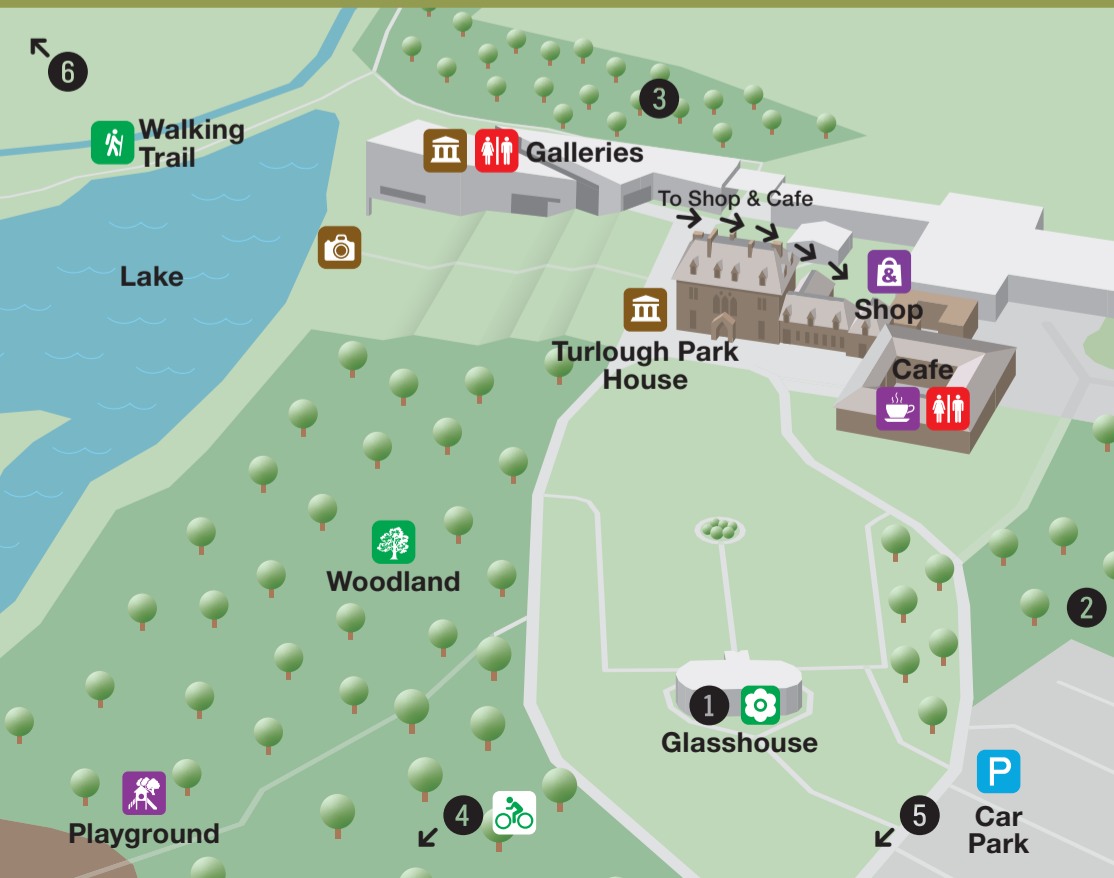 6
Walking
Trail
3
Galleries
To Shop & Cafe
Lake
&
Shop
Turlough Park
House
Cafe
Woodland
2
1
Glasshouse
P
Car
Park
Playground
4
5